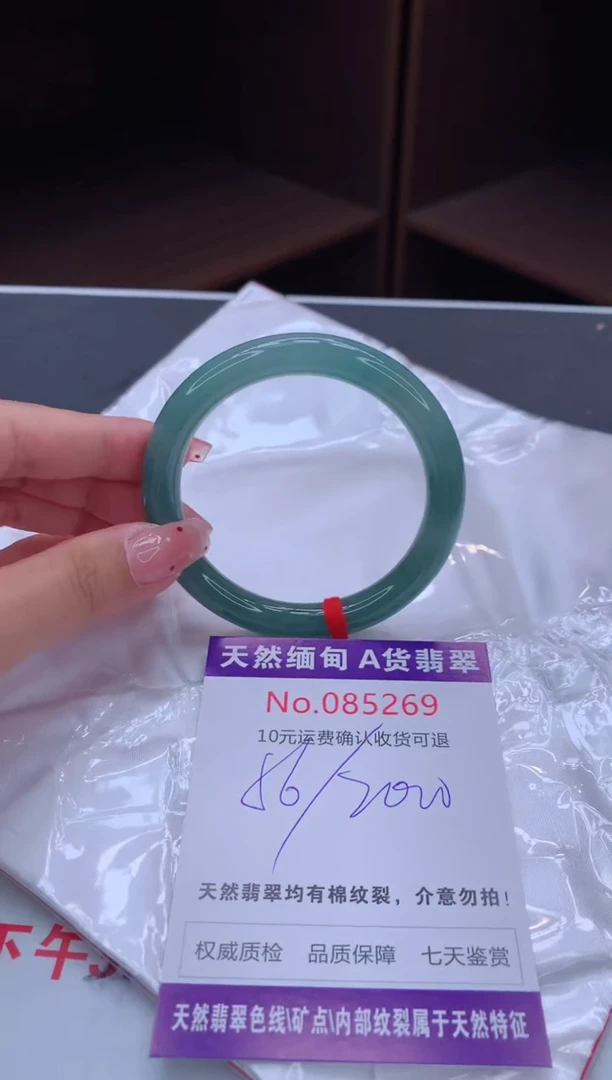 天然缅甸 A货翡翠
No.085269
10元运费确认收货可退
56/5000
天然翡翠均有棉纹裂，介意勿拍！
权威质检 品质保障 七天鉴赏
天然翡翠色线\矿点\内部纹裂属于天然特征
下午